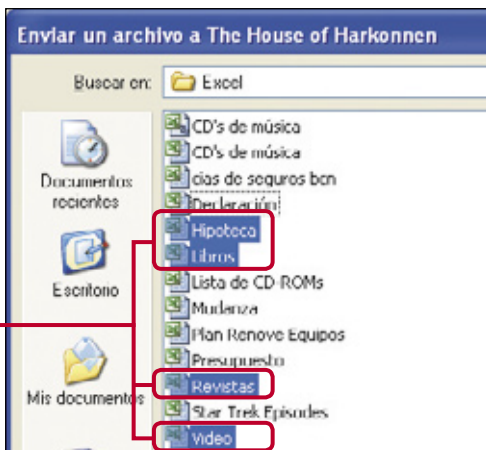 Enviar un archivo a The House of Harkonnen
Buscar en:
Excel
Documentos
recientes
Escritorio
Mis documentos
CD's de música
CD's de música
cias de seguros bcn
Declaración
Hipoteca
Libros
Lista de CD-ROMs
Mudanza
Plan Renove Equipos
Presupuesto
Revistas
Star Trek Episodes
Video